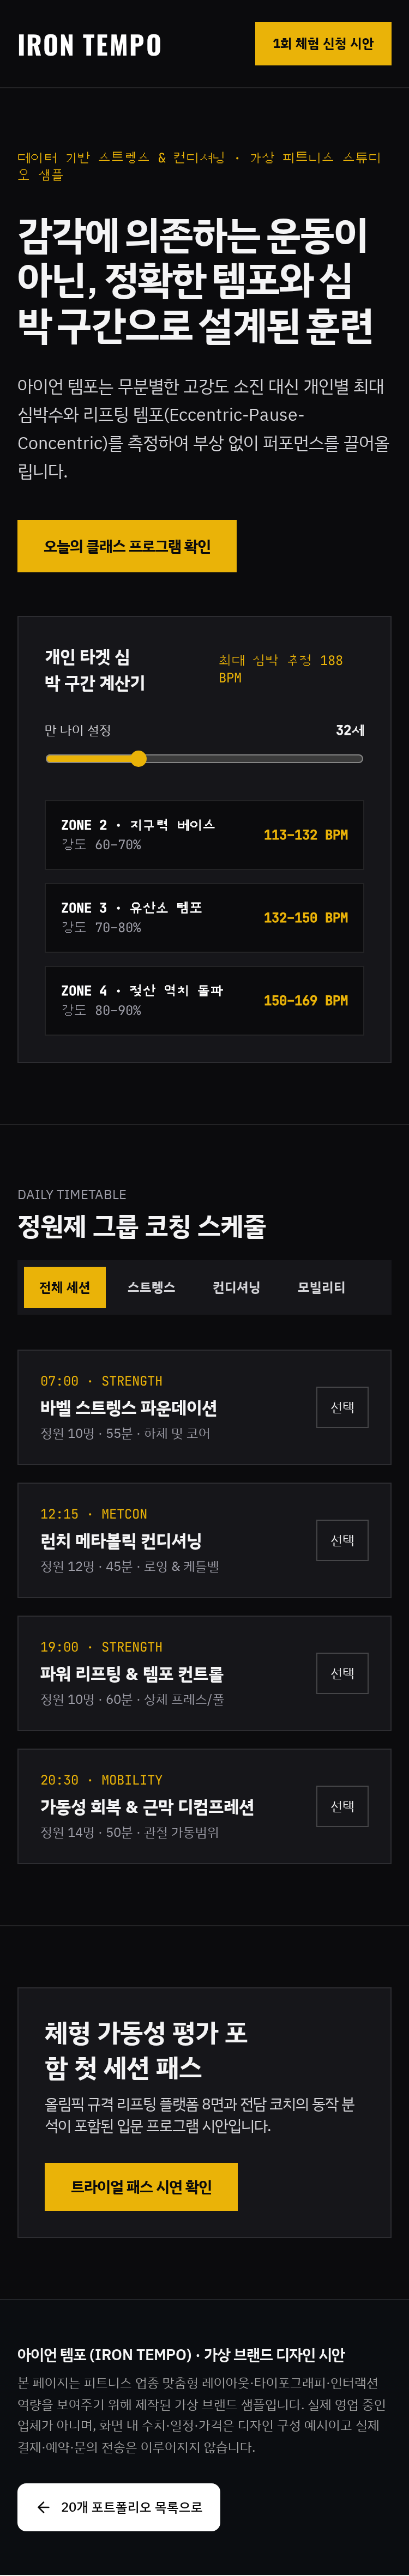 IRON TEMPO
1회 체험 신청 시안
데이터 기반 스트렝스 & 컨디셔닝 · 가상 피트니스 스튜디
오 샘플
감각에 의존하는 운동이
아닌, 정확한 템포와 심
박 구간으로 설계된 훈련
아이언 템포는 무분별한 고강도 소진 대신 개인별 최대
심박수와 리프팅 템포(Eccentric-Pause-
Concentric)를 측정하여 부상 없이 퍼포먼스를 끌어올
립니다.
오늘의 클래스 프로그램 확인
개인 타겟 심
박 구간 계산기
최대 심박 추정 188
BPM
만 나이 설정
32세
ZONE 2 · 지구력 베이스
강도 60–70%
113–132 BPM
ZONE 3 · 유산소 템포
강도 70–80%
132–150 BPM
ZONE 4 · 젖산 역치 돌파
강도 80–90%
150–169 BPM
DAILY TIMETABLE
정원제 그룹 코칭 스케줄
전체 세션 스트렝스 컨디셔닝 모빌리티
07:00 · STRENGTH
바벨 스트렝스 파운데이션
정원 10명 · 55분 · 하체 및 코어
선택
12:15 · METCON
런치 메타볼릭 컨디셔닝
정원 12명 · 45분 · 로잉 & 케틀벨
선택
19:00 · STRENGTH
파워 리프팅 & 템포 컨트롤
정원 10명 · 60분 · 상체 프레스/풀
선택
20:30 · MOBILITY
가동성 회복 & 근막 디컴프레션
정원 14명 · 50분 · 관절 가동범위
선택
체형 가동성 평가 포
함 첫 세션 패스
올림픽 규격 리프팅 플랫폼 8면과 전담 코치의 동작 분
석이 포함된 입문 프로그램 시안입니다.
트라이얼 패스 시연 확인
아이언 템포 (IRON TEMPO) · 가상 브랜드 디자인 시안
본 페이지는 피트니스 업종 맞춤형 레이아웃·타이포그래피·인터랙션
역량을 보여주기 위해 제작된 가상 브랜드 샘플입니다. 실제 영업 중인
업체가 아니며, 화면 내 수치·일정·가격은 디자인 구성 예시이고 실제
결제·예약·문의 전송은 이루어지지 않습니다.
← 20개 포트폴리오 목록으로